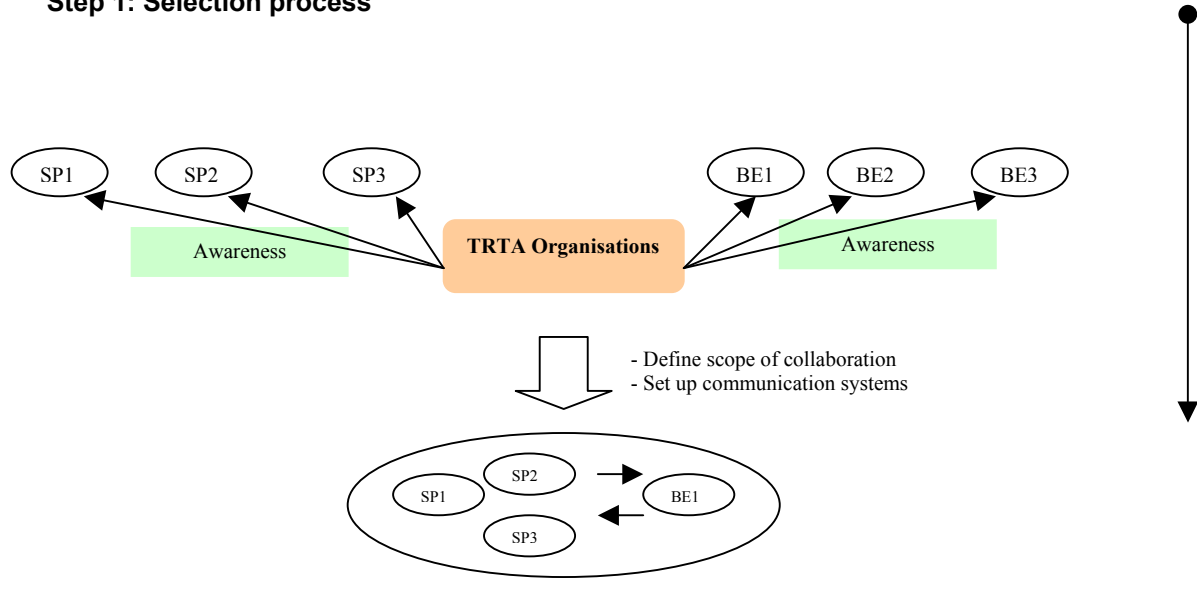 Step 1: Selection process
SP1 SP2 SP3 BE1 BE2 BE3
Awareness TRTA Organisations Awareness
- Define scope of collaboration
- Set up communication systems
SP2
SP1 BE1
SP3